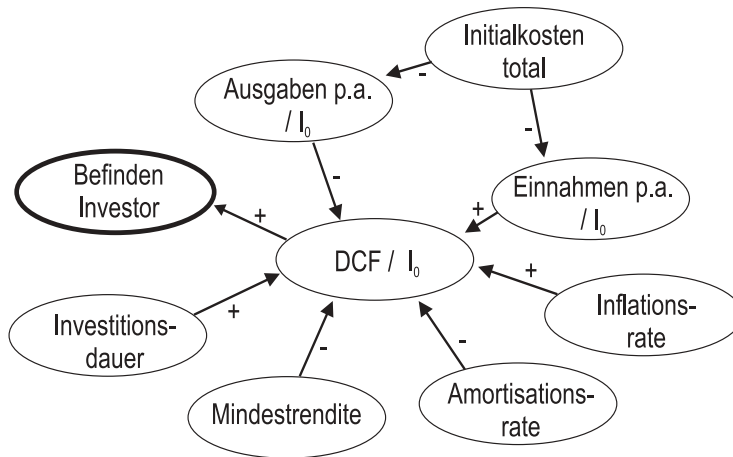 Initialkosten
total
-
Ausgaben p.a.
/ I₀
-
-
Befinden
Investor
Einnahmen p.a.
/ I₀
+
+
DCF / I₀
+
Inflations-
rate
Investitions-
dauer
+
-
-
Mindestrendite
Amortisations-
rate